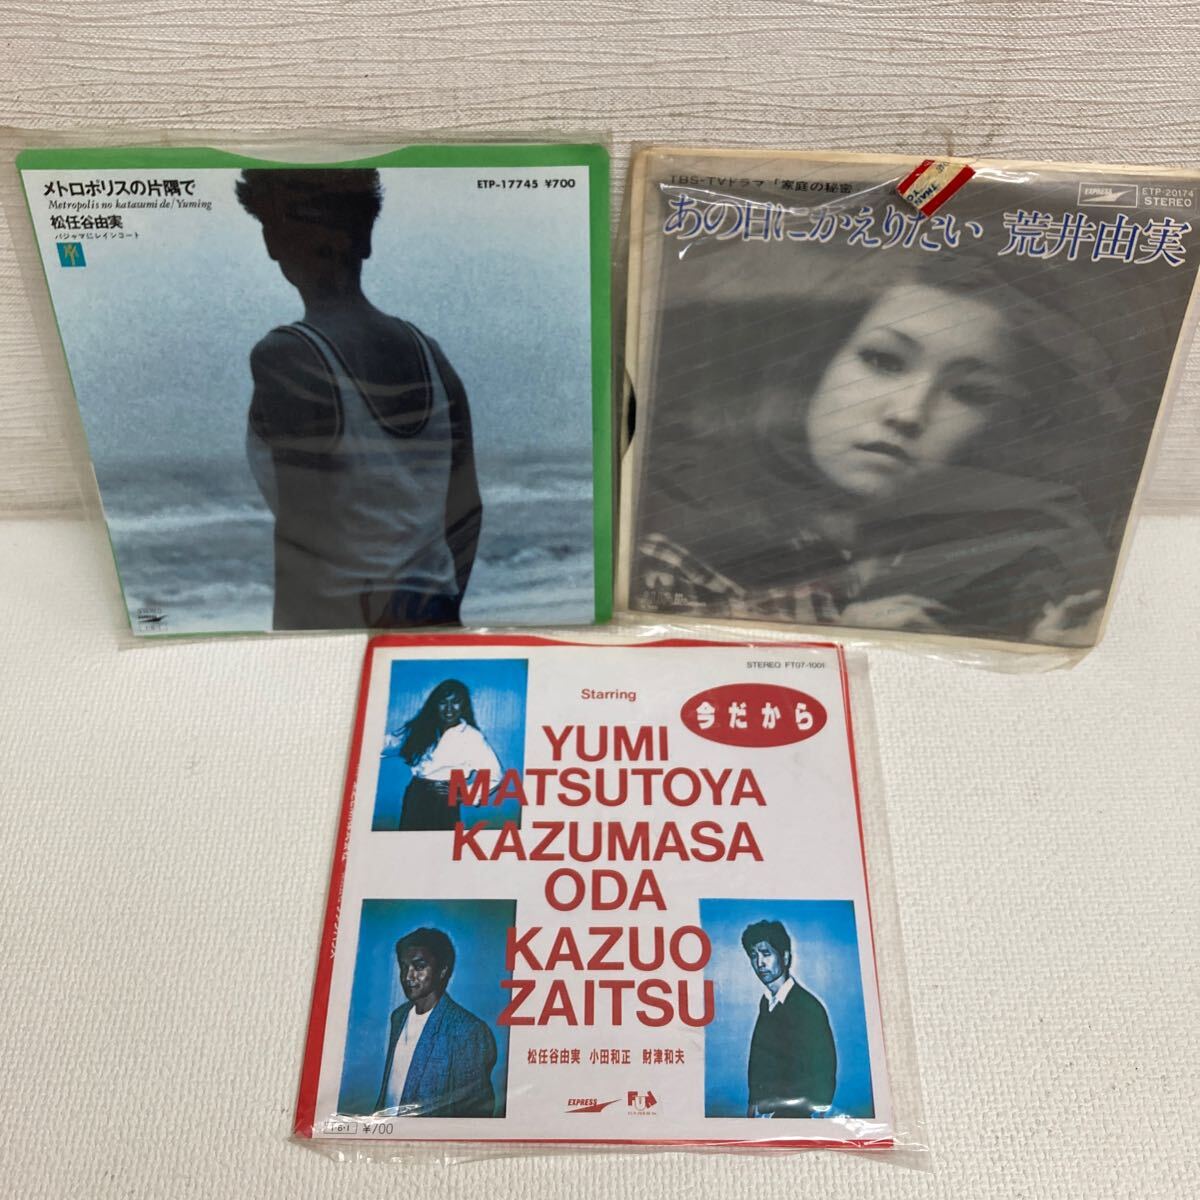 メトロポリスの片隅で
Metropolis no katasumi de/Yuming
松任谷由実
パジャマにレインコート
ETP-17745 ¥700
STEREO
EXPRESS
TBS-TVドラマ「家庭の秘密
EXPRESS
ETP-20174
STEREO
あの日にかえりたい 荒井由実
STEREO FT07-1001
Starring
今だから
YUMI
MATSUTOYA
KAZUMASA
ODA
KAZUO
ZAITSU
松任谷由実 小田和正 財津和夫
EXPRESS
¥700